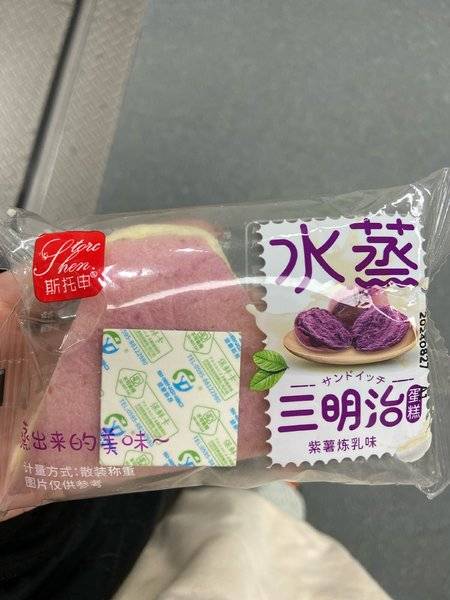 Store
Shen
斯托申®
水蒸
サンドイッチ
三明治
蛋糕
紫薯炼乳味
蒸出来的美味~
计量方式:散装称重
图片仅供参考